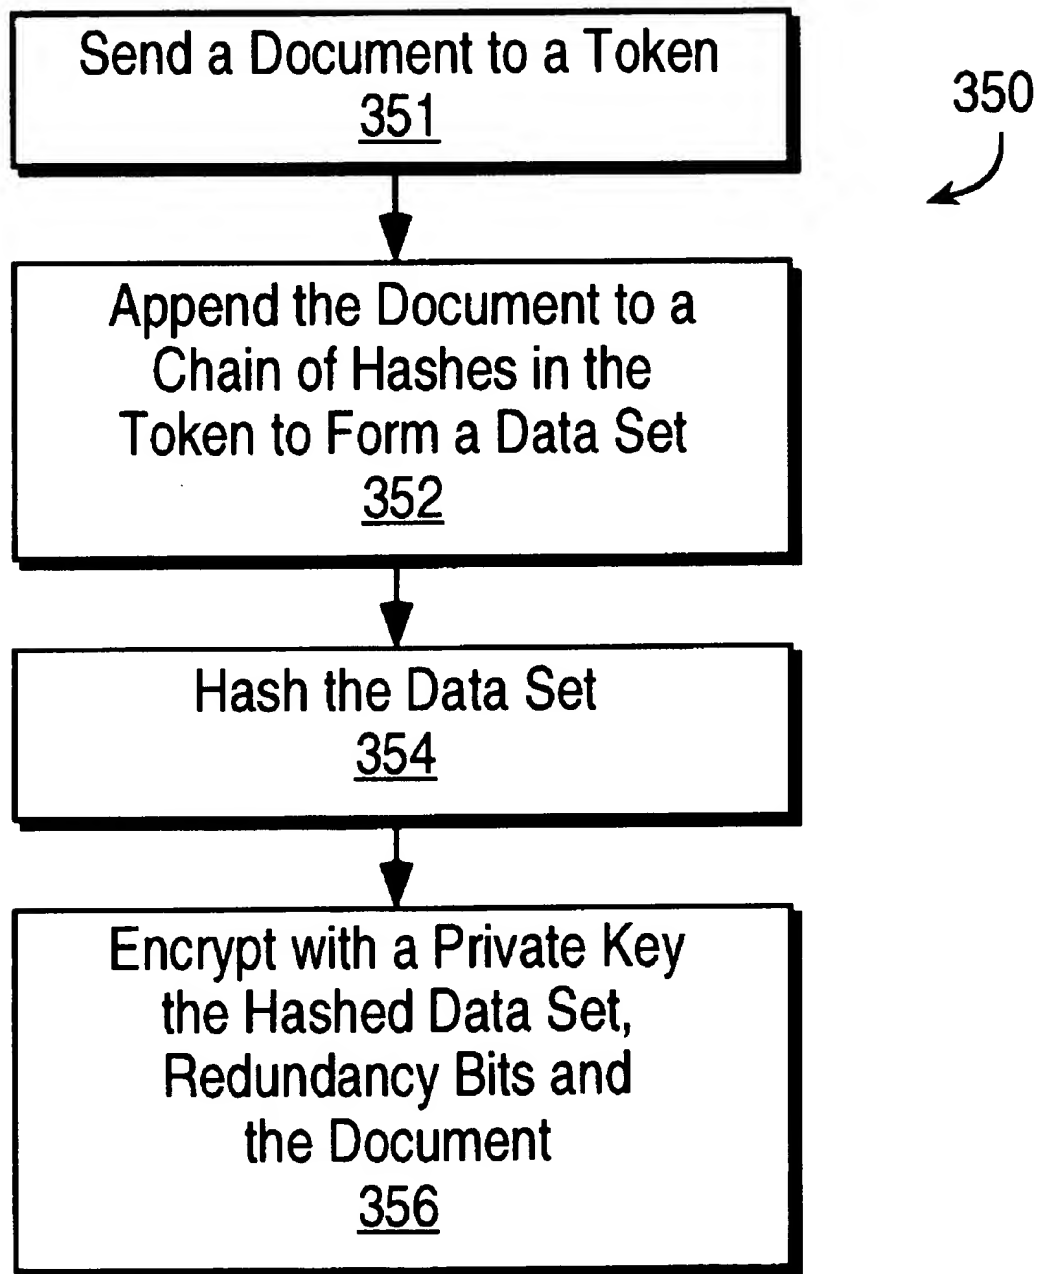 Send a Document to a Token
351
350
Append the Document to a
Chain of Hashes in the
Token to Form a Data Set
352
Hash the Data Set
354
Encrypt with a Private Key
the Hashed Data Set,
Redundancy Bits and
the Document
356